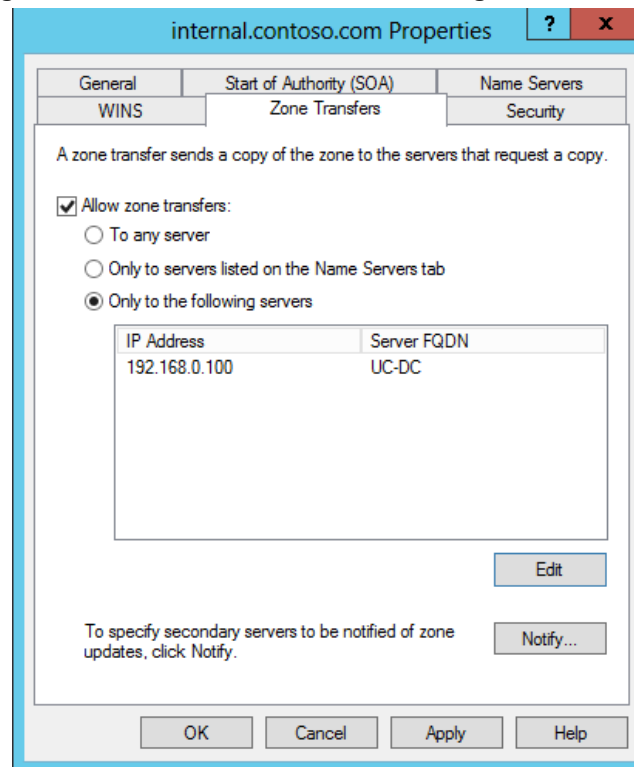 internal.contoso.com Properties
?
x
General
Start of Authority (SOA)
Name Servers
WINS
Zone Transfers
Security
A zone transfer sends a copy of the zone to the servers that request a copy.
Allow zone transfers:
To any server
Only to servers listed on the Name Servers tab
Only to the following servers
IP Address
Server FQDN
192.168.0.100
UC-DC
Edit
To specify secondary servers to be notified of zone
updates, click Notify.
Notify...
OK
Cancel
Apply
Help